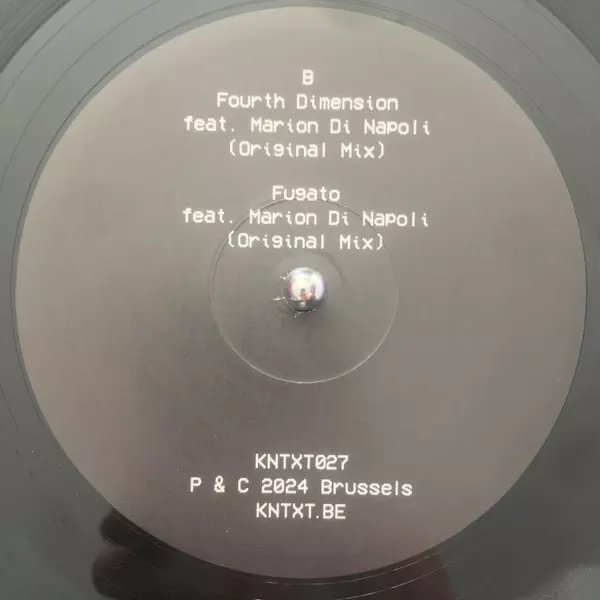 B
Fourth Dimension
feat. Marion Di Napoli
(Original Mix)
Fugato
feat. Marion Di Napoli
(Original Mix)
KNTXT027
P & C 2024 Brussels
KNTXT.BE